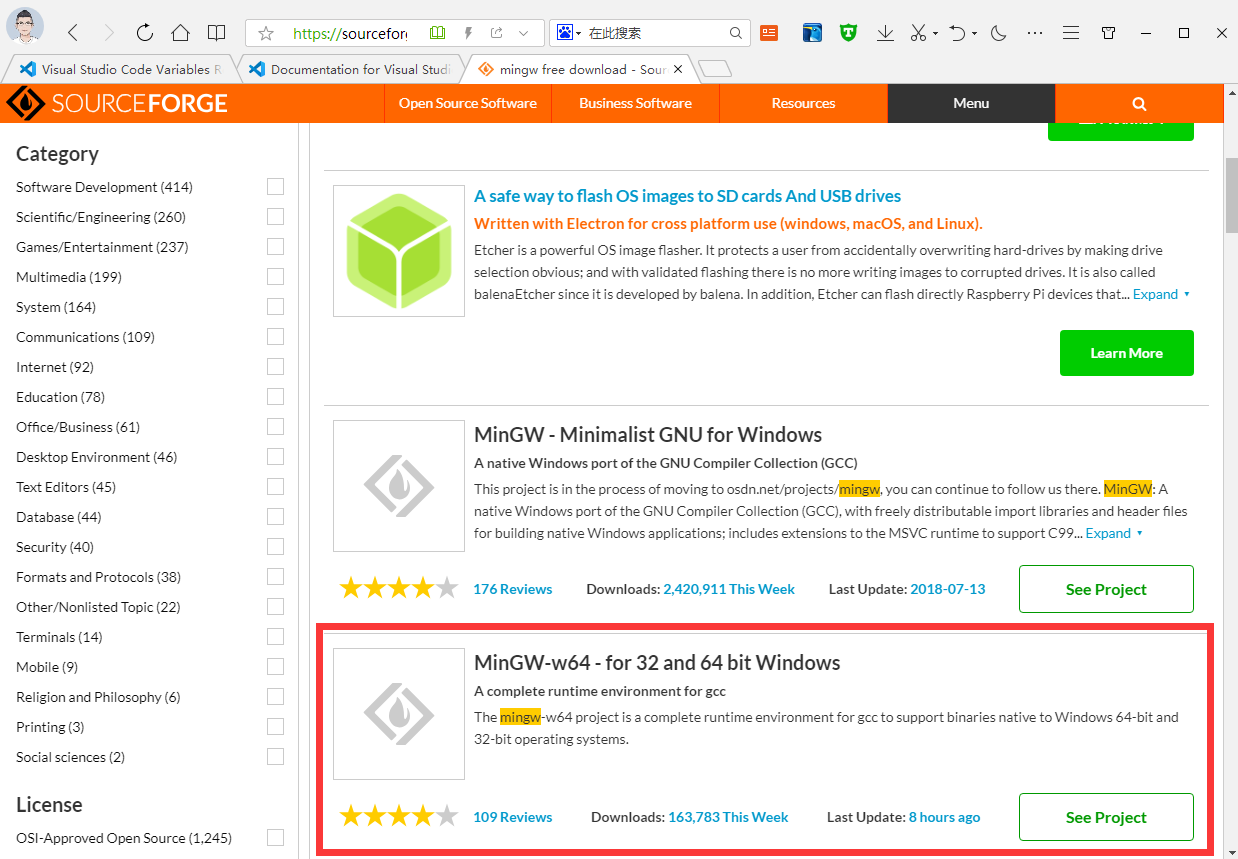 https://sourceforg
在此搜索
Visual Studio Code Variables R
Documentation for Visual Studi
mingw free download - Sour
SOURCEFORGE
Open Source Software
Business Software
Resources
Menu
Category
Software Development (414)
Scientific/Engineering (260)
Games/Entertainment (237)
Multimedia (199)
System (164)
Communications (109)
Internet (92)
Education (78)
Office/Business (61)
Desktop Environment (46)
Text Editors (45)
Database (44)
Security (40)
Formats and Protocols (38)
Other/Nonlisted Topic (22)
Terminals (14)
Mobile (9)
Religion and Philosophy (6)
Printing (3)
Social sciences (2)
License
OSI-Approved Open Source (1,245)
A safe way to flash OS images to SD cards And USB drives
Written with Electron for cross platform use (windows, macOS, and Linux).
Etcher is a powerful OS image flasher. It protects a user from accidentally overwriting hard-drives by making drive
selection obvious; and with validated flashing there is no more writing images to corrupted drives. It is also called
balenaEtcher since it is developed by balena. In addition, Etcher can flash directly Raspberry Pi devices that... Expand
Learn More
MinGW - Minimalist GNU for Windows
A native Windows port of the GNU Compiler Collection (GCC)
This project is in the process of moving to osdn.net/projects/mingw, you can continue to follow us there. MinGW: A
native Windows port of the GNU Compiler Collection (GCC), with freely distributable import libraries and header files
for building native Windows applications; includes extensions to the MSVC runtime to support C99... Expand
176 Reviews Downloads: 2,420,911 This Week Last Update: 2018-07-13 See Project
MinGW-w64 - for 32 and 64 bit Windows
A complete runtime environment for gcc
The mingw-w64 project is a complete runtime environment for gcc to support binaries native to Windows 64-bit and
32-bit operating systems.
109 Reviews Downloads: 163,783 This Week Last Update: 8 hours ago See Project